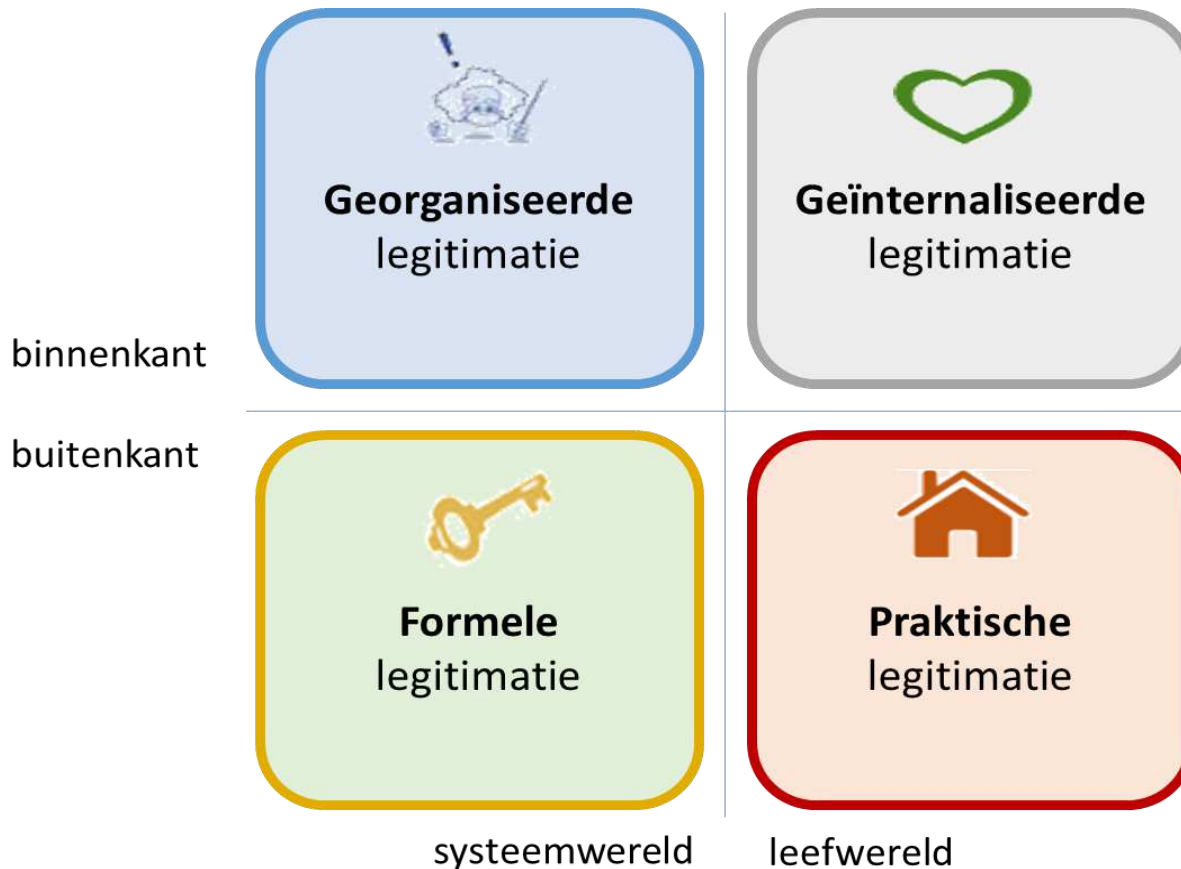 Georganiseerde
legitimatie
Geïnternaliseerde
legitimatie
binnenkant
buitenkant
Formele
legitimatie
Praktische
legitimatie
systeemwereld
leefwereld